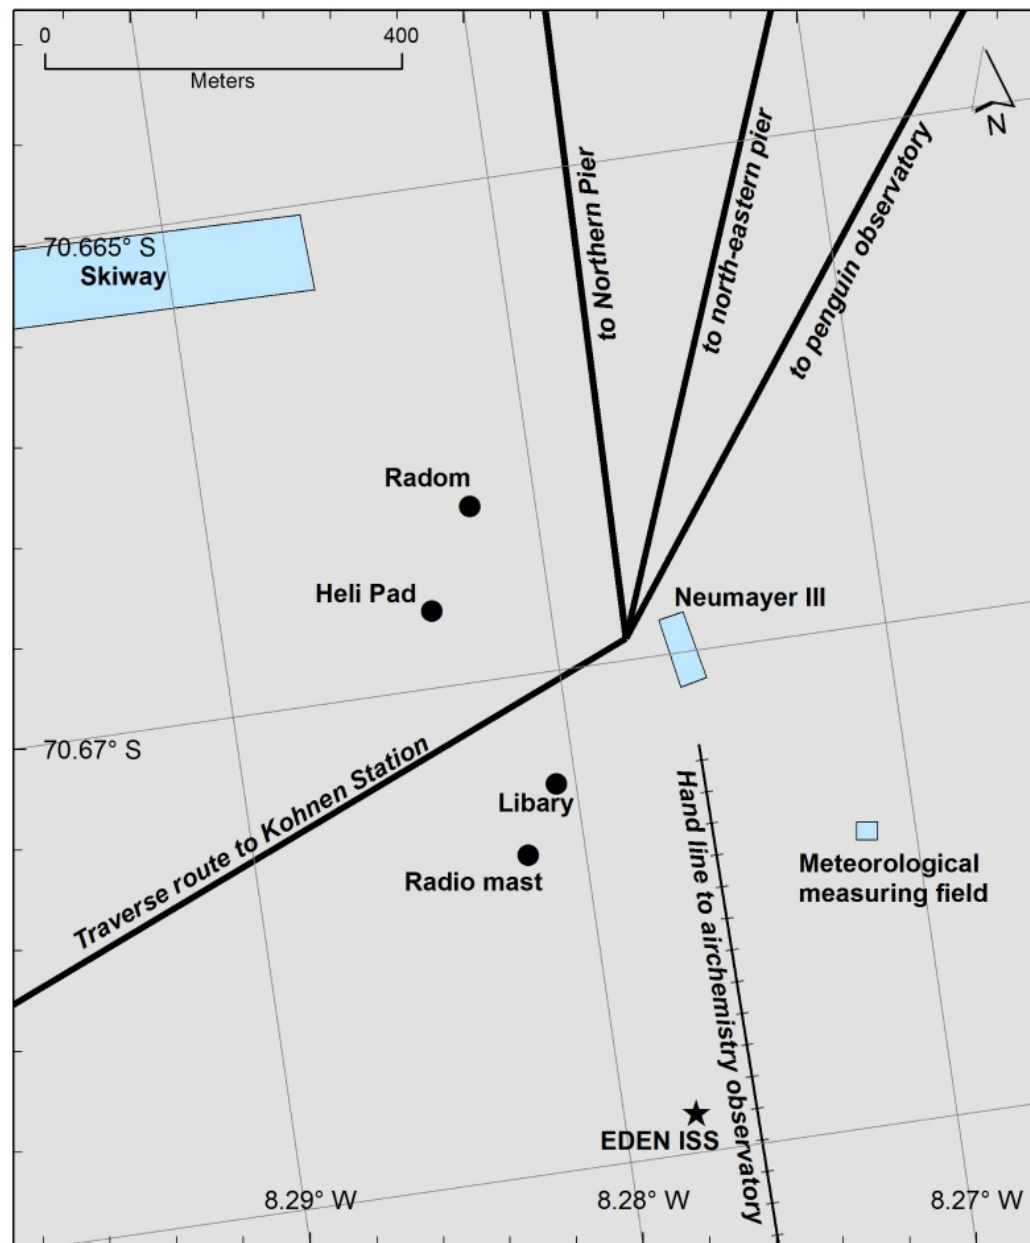 0 400
Meters
N
to Northern Pier
to north-eastern pier
to penguin observatory
70.665° S
Skiway
Radom
Heli Pad
Neumayer III
70.67° S
Traverse route to Kohnen Station
Libary
Radio mast
Hand line to airchemistry observatory
Meteorological
measuring field
EDEN ISS
8.29° W
8.28° W
8.27° W